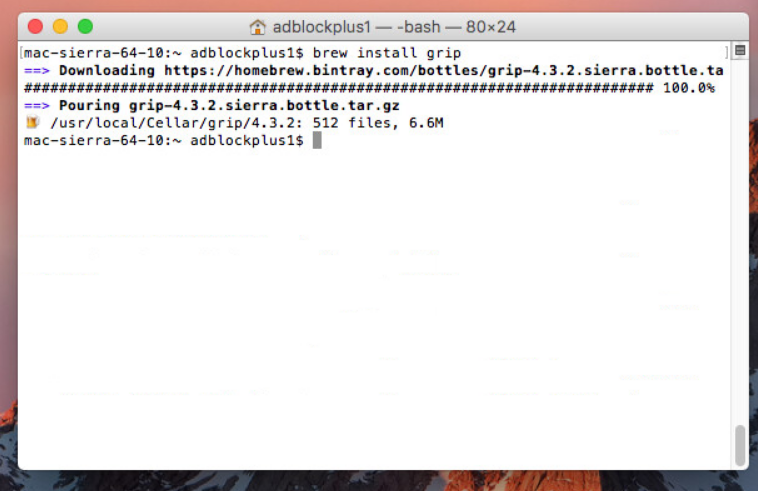 adblockplus1 — -bash — 80×24
[mac-sierra-64-10:~ adblockplus1$ brew install grip ]
==> Downloading https://homebrew.bintray.com/bottles/grip-4.3.2.sierra.bottle.ta
######################################################################## 100.0%
==> Pouring grip-4.3.2.sierra.bottle.tar.gz
🍺 /usr/local/Cellar/grip/4.3.2: 512 files, 6.6M
mac-sierra-64-10:~ adblockplus1$